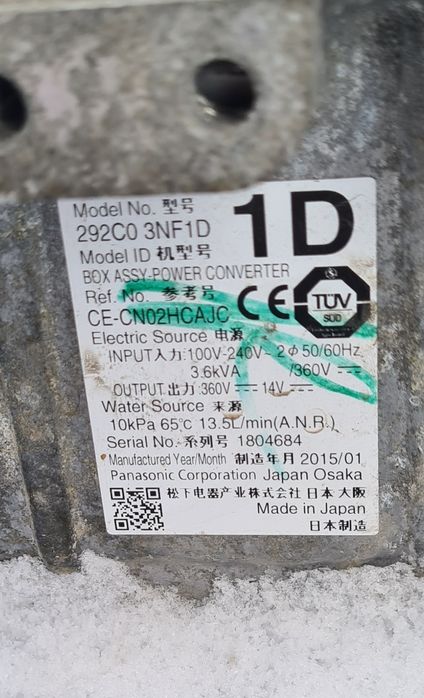 Model No. 型号
292C0 3NF1D
1D
Model ID 机型号
BOX ASSY-POWER CONVERTER
Ref. No. 参考号
CE
TÜV
SÜD
CE-CN02HCAJC
Electric Source 电源
INPUT入力:100V-240V~ 2φ 50/60Hz
3.6kVA /360V ⎓
OUTPUT出力:360V ⎓ 14V ⎓
Water Source 来源
10kPa 65℃ 13.5L/min(A.N.R.)
Serial No. 系列号 1804684
Manufactured Year/Month 制造年月 2015/01
Panasonic Corporation Japan Osaka
松下电器产业株式会社 日本 大阪
Made in Japan
日本制造